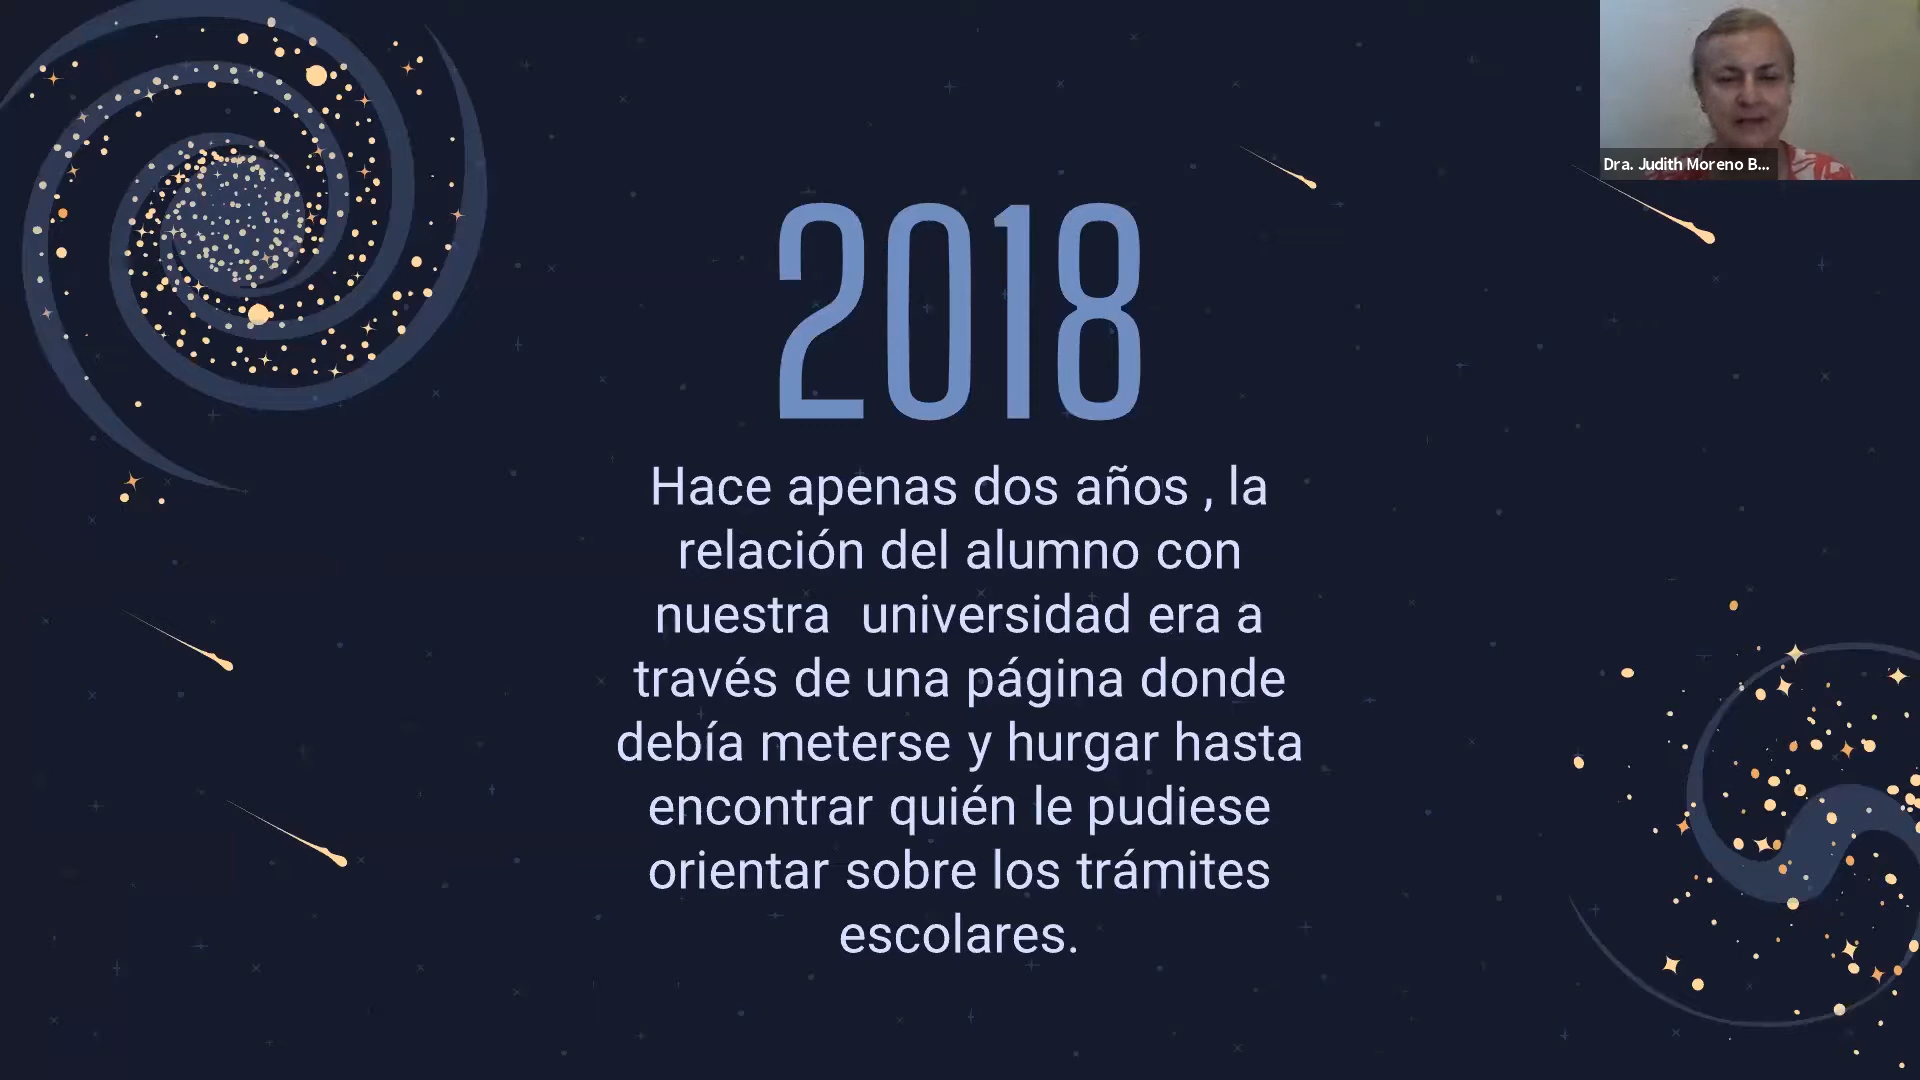 Dra. Judith Moreno B...
2018
Hace apenas dos años , la
relación del alumno con
nuestra  universidad era a
través de una página donde
debía meterse y hurgar hasta
encontrar quién le pudiese
orientar sobre los trámites
escolares.